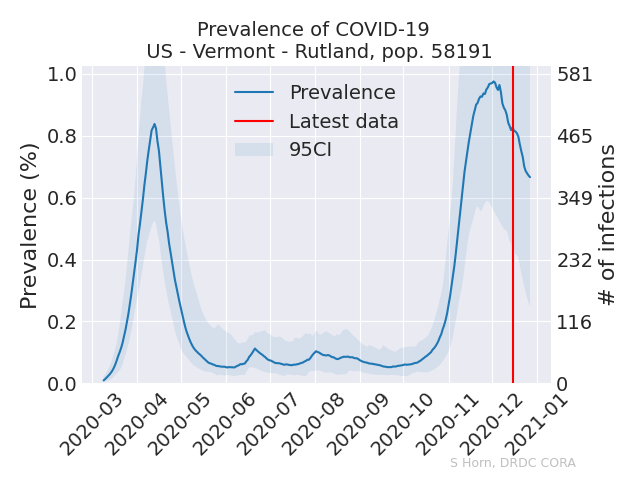 Prevalence of COVID-19
US - Vermont - Rutland, pop. 58191
Prevalence (%)
1.0
0.8
0.6
0.4
0.2
0.0
Prevalence
Latest data
95CI
581
465
349
232
116
0
# of infections
2020-03
2020-04
2020-05
2020-06
2020-07
2020-08
2020-09
2020-10
2020-11
2020-12
2021-01
S Horn, DRDC CORA